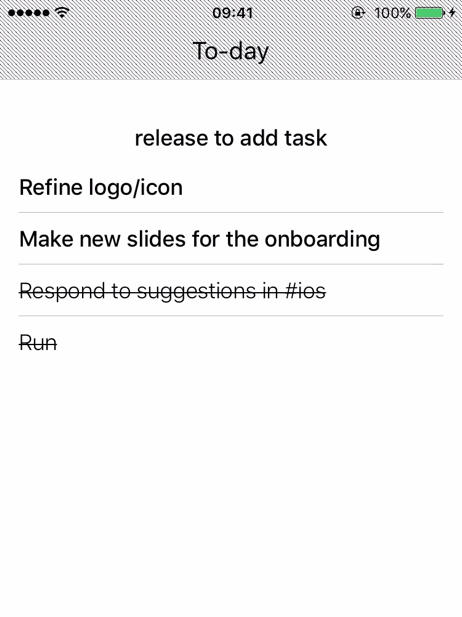 09:41
100%
To-day
release to add task
Refine logo/icon
Make new slides for the onboarding
Respond to suggestions in #ios
Run